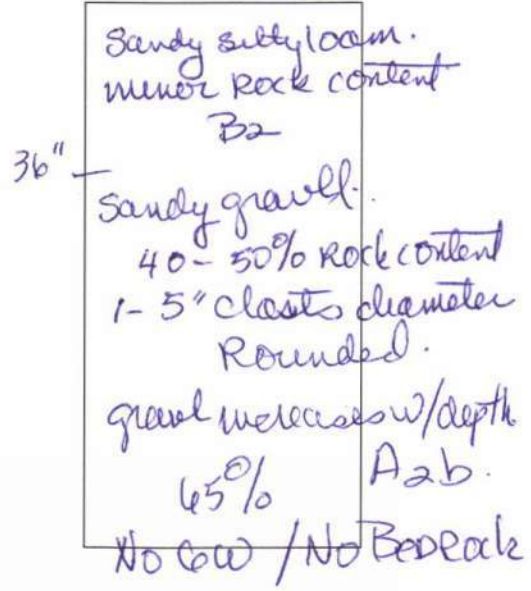 Sandy silty loam.
minor Rock content
B2
36"
Sandy gravel.
40-50% Rock content
1-5" clasts diameter
Rounded.
gravel increases w/depth
65% A2b.
No GW / No BedRock